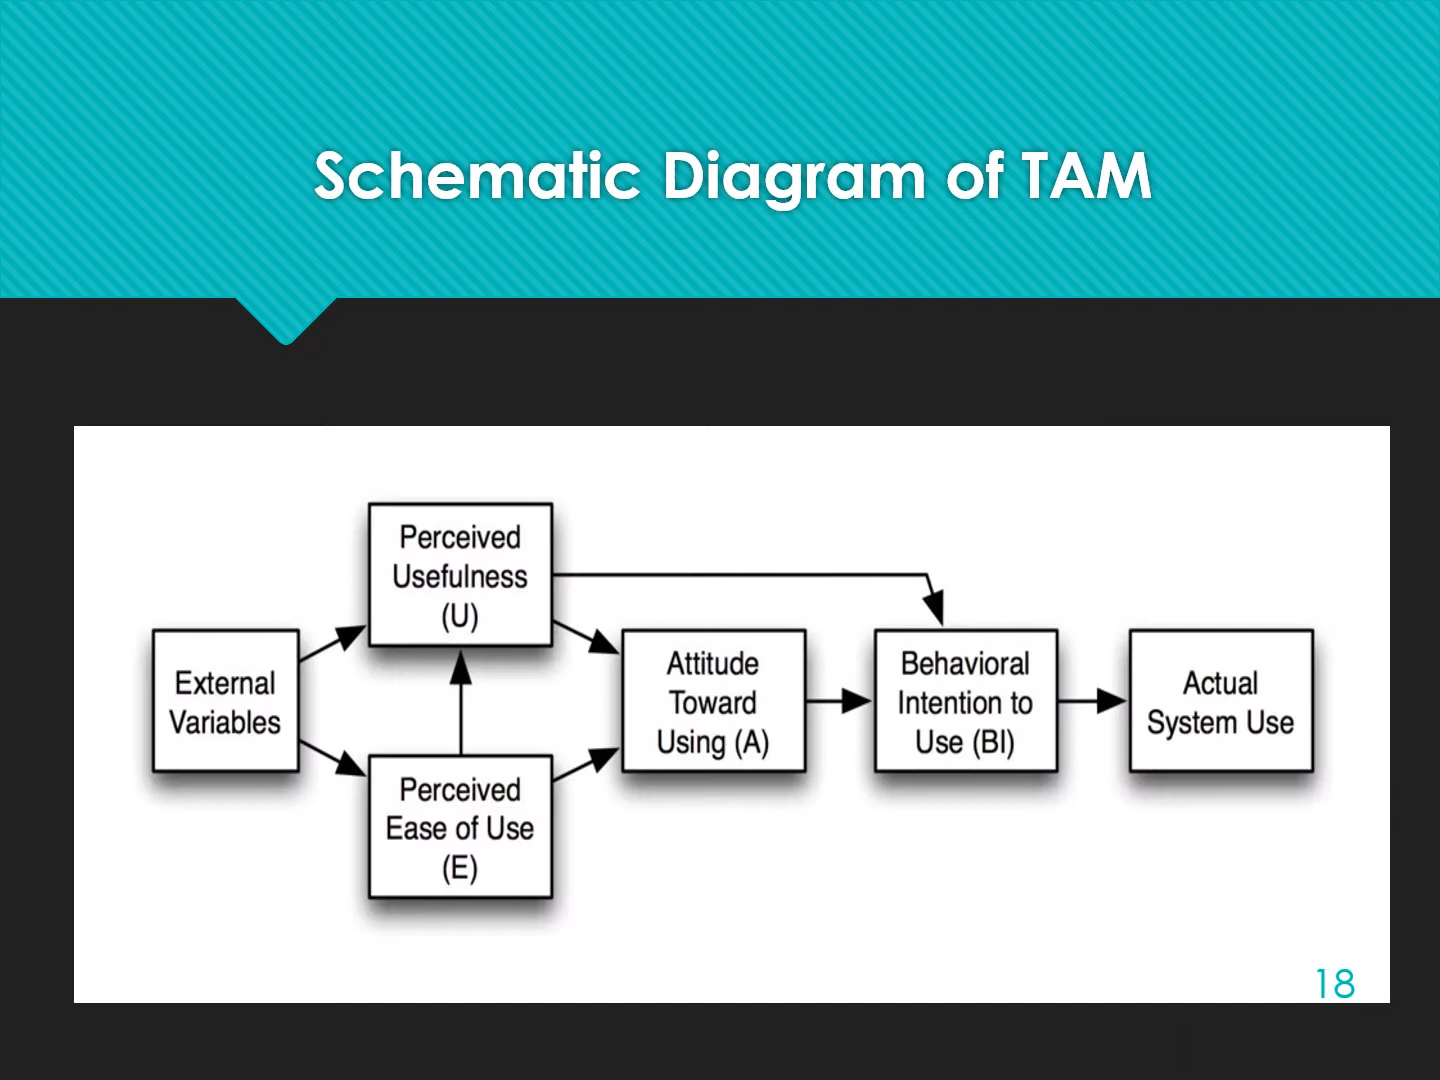 Schematic Diagram of TAM
Perceived
Usefulness
(U)
External
Variables
Perceived
Ease of Use
(E)
Attitude
Toward
Using (A)
Behavioral
Intention to
Use (BI)
Actual
System Use
18